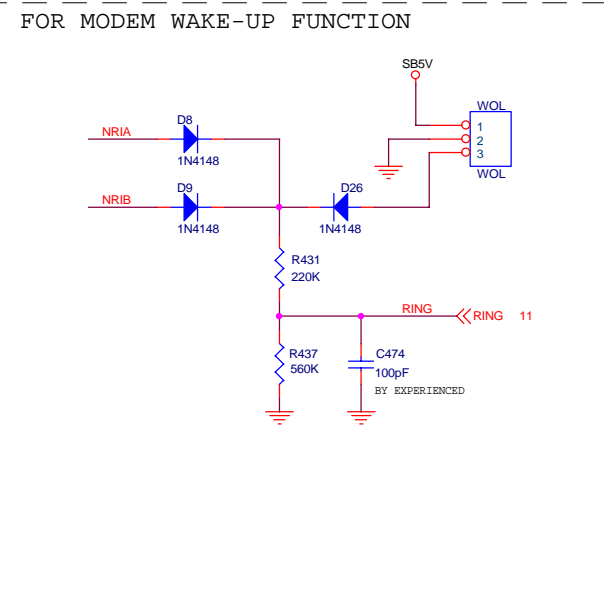 FOR MODEM WAKE-UP FUNCTION
SB5V
WOL
D8
NRIA
1N4148
1
2
3
WOL
D9
D26
NRIB
1N4148
1N4148
R431
220K
RING
RING 11
R437
560K
C474
100pF
BY EXPERIENCED